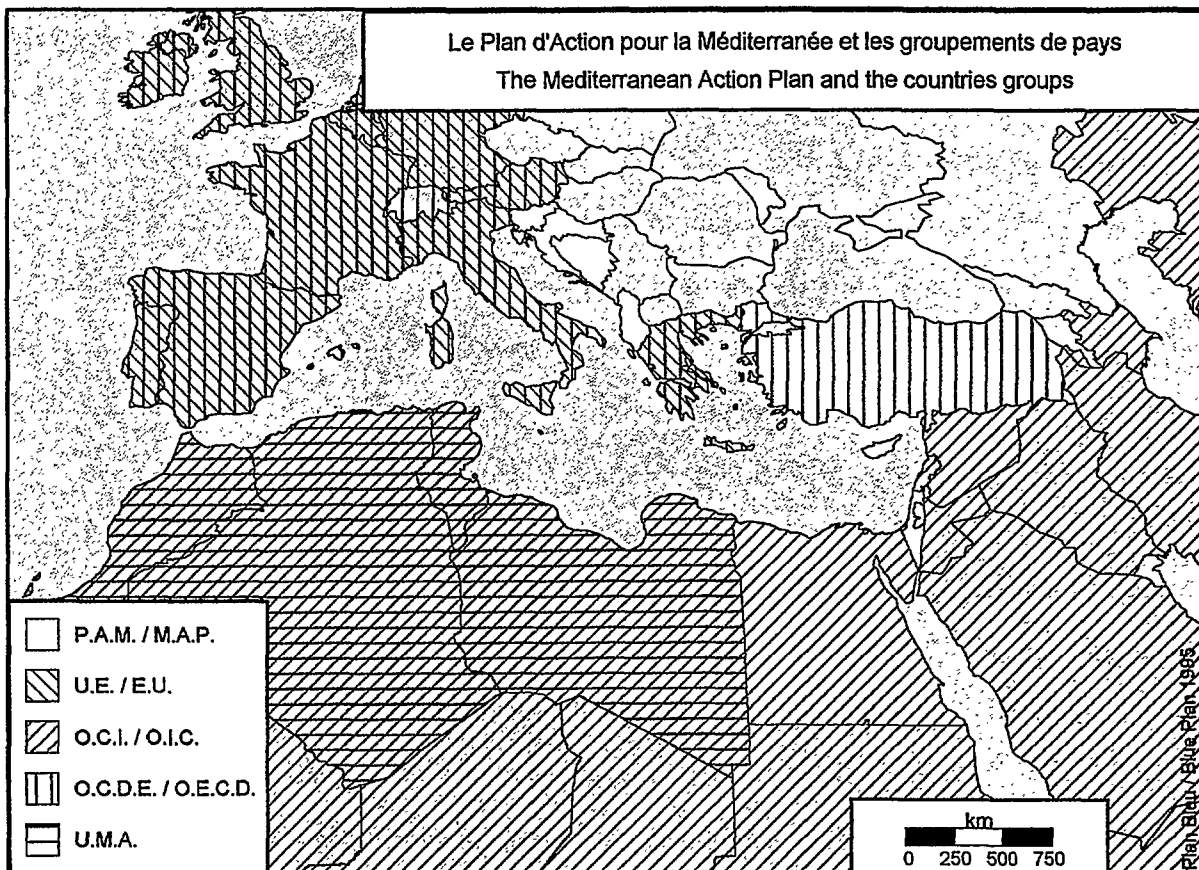 Le Plan d'Action pour la Méditerranée et les groupements de pays
The Mediterranean Action Plan and the countries groups
P.A.M. / M.A.P.
U.E. / E.U.
O.C.I. / O.I.C.
O.C.D.E. / O.E.C.D.
U.M.A.
km
0 250 500 750
Plan Bleu / Blue Plan 1995